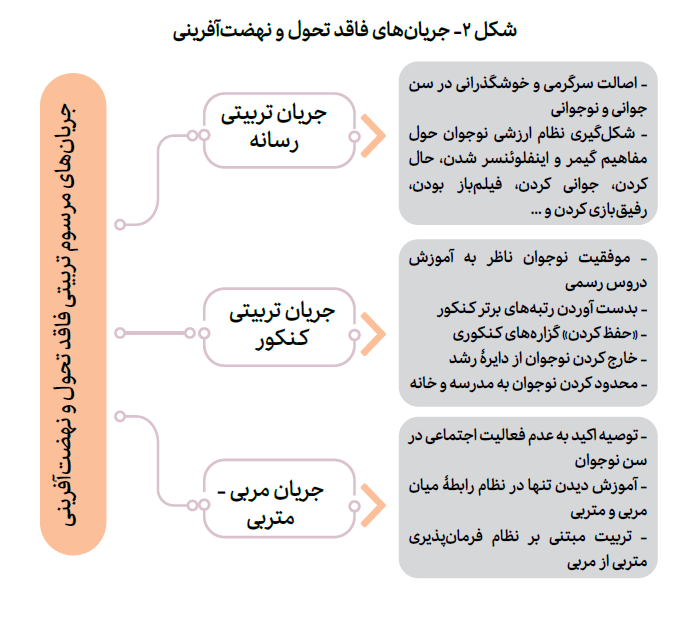 شکل ۲- جریان‌های فاقد تحول و نهضت‌آفرینی
جریان‌های مرسوم تربیتی فاقد تحول و نهضت‌آفرینی
جریان تربیتی
رسانه
- اصالت سرگرمی و خوشگذرانی در سن
جوانی و نوجوانی
- شکل‌گیری نظام ارزشی نوجوان حول
مفاهیم گیمر و اینفلوئنسر شدن، حال
کردن، جوانی کردن، فیلم‌باز بودن،
رفیق‌بازی کردن و ...
جریان تربیتی
کنکور
- موفقیت نوجوان ناظر به آموزش
دروس رسمی
- بدست آوردن رتبه‌های برتر کنکور
- «حفظ کردن» گزاره‌های کنکوری
- خارج کردن نوجوان از دایرهٔ رشد
- محدود کردن نوجوان به مدرسه و خانه
جریان مربی -
متربی
- توصیه اکید به عدم فعالیت اجتماعی در
سن نوجوان
- آموزش دیدن تنها در نظام رابطهٔ میان
مربی و متربی
- تربیت مبتنی بر نظام فرمان‌پذیری
متربی از مربی